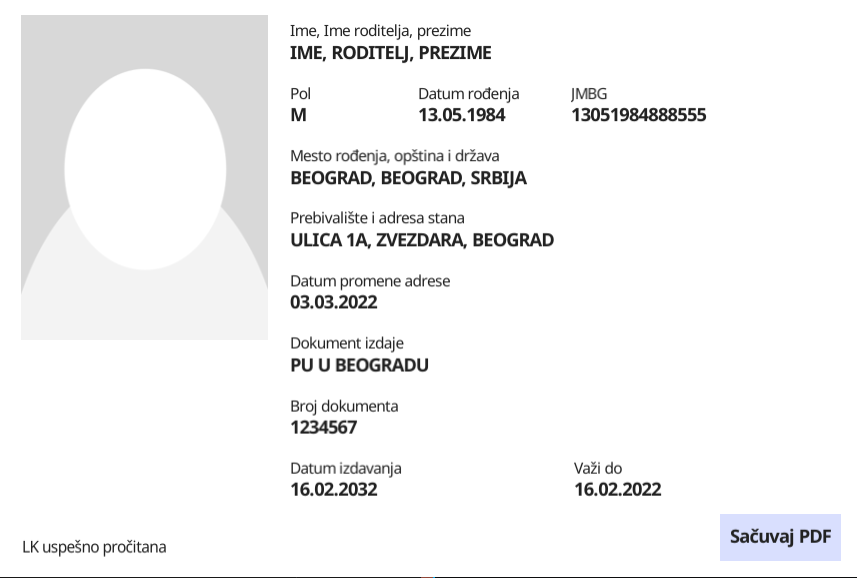 Ime, Ime roditelja, prezime
IME, RODITELJ, PREZIME
Pol Datum rođenja JMBG
M 13.05.1984 13051984888555
Mesto rođenja, opština i država
BEOGRAD, BEOGRAD, SRBIJA
Prebivalište i adresa stana
ULICA 1A, ZVEZDARA, BEOGRAD
Datum promene adrese
03.03.2022
Dokument izdaje
PU U BEOGRADU
Broj dokumenta
1234567
Datum izdavanja Važi do
16.02.2032 16.02.2022
Sačuvaj PDF
LK uspešno pročitana